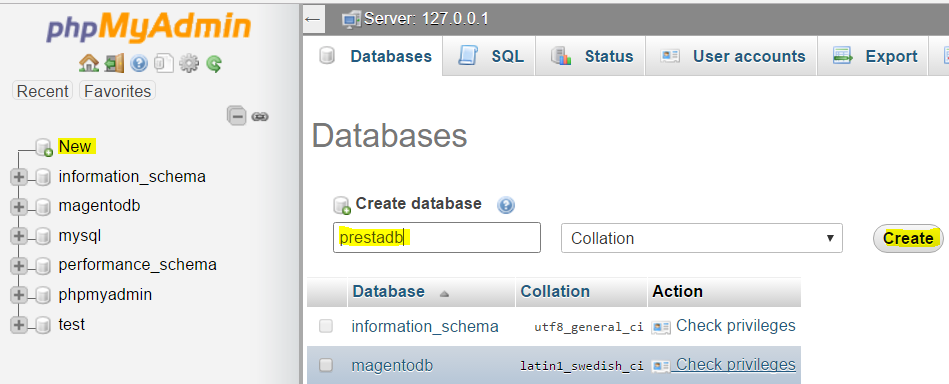 phpMyAdmin
Recent Favorites
New
information_schema
magentodb
mysql
performance_schema
phpmyadmin
test
Server: 127.0.0.1
Databases SQL Status User accounts Export
Databases
Create database
prestadb Collation Create
Database Collation Action
information_schema utf8_general_ci Check privileges
magentodb latin1_swedish_ci Check privileges